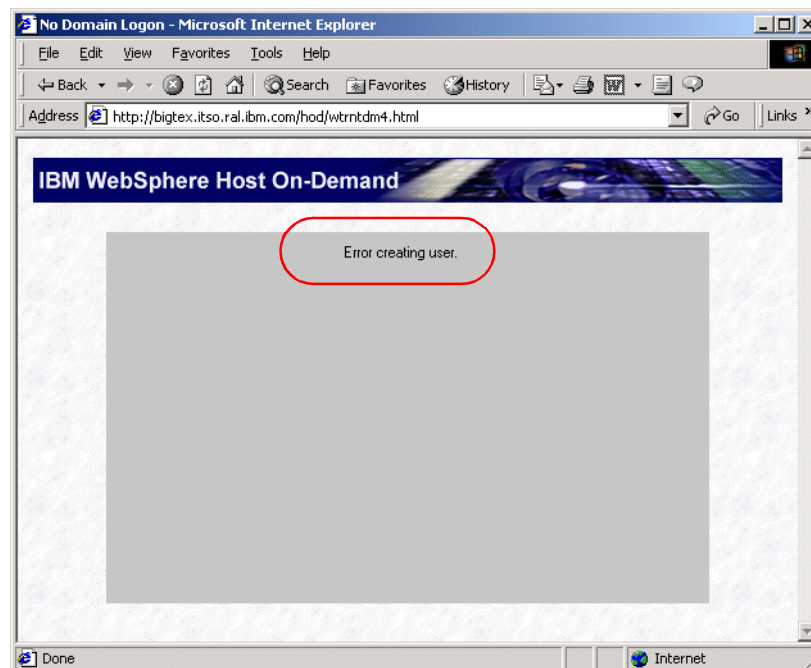 No Domain Logon - Microsoft Internet Explorer
File Edit View Favorites Tools Help
Back Search Favorites History
Address http://bigtex.itso.ral.ibm.com/hod/wtrntdm4.html Go Links »
IBM WebSphere Host On-Demand
Error creating user.
Done Internet